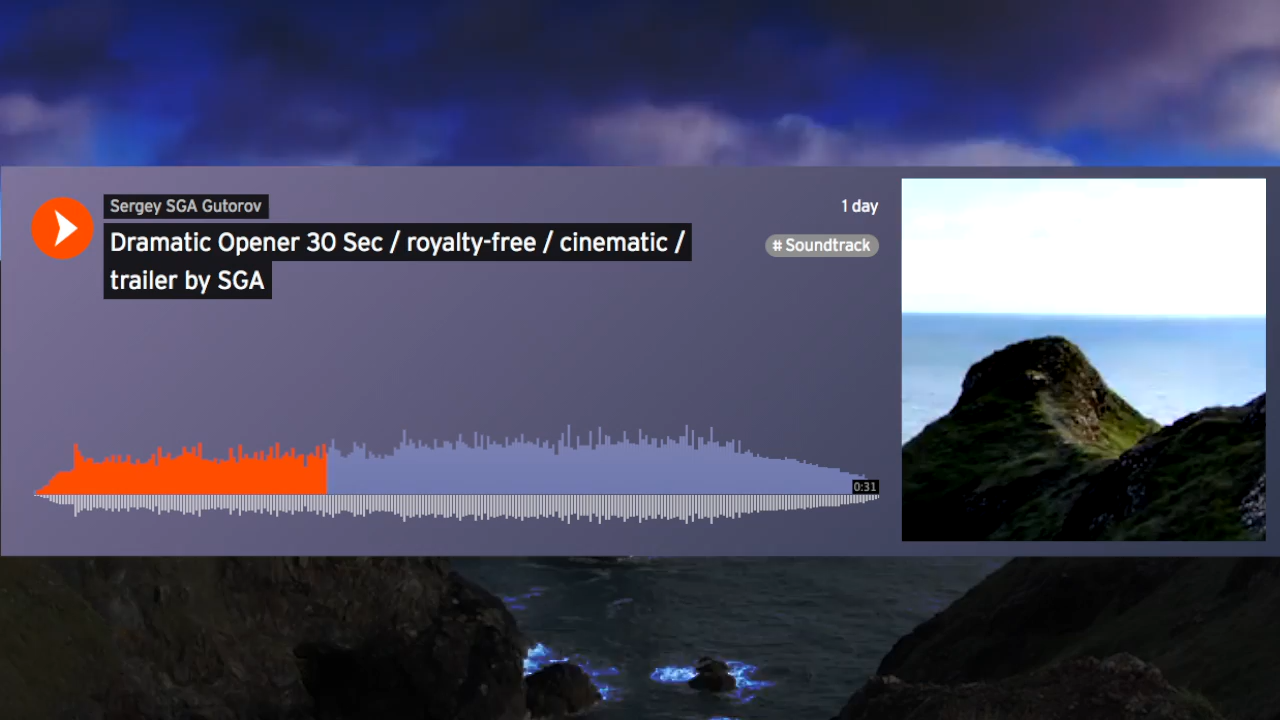 Sergey SGA Gutorov
1 day
Dramatic Opener 30 Sec / royalty-free / cinematic /
trailer by SGA
# Soundtrack
0:31